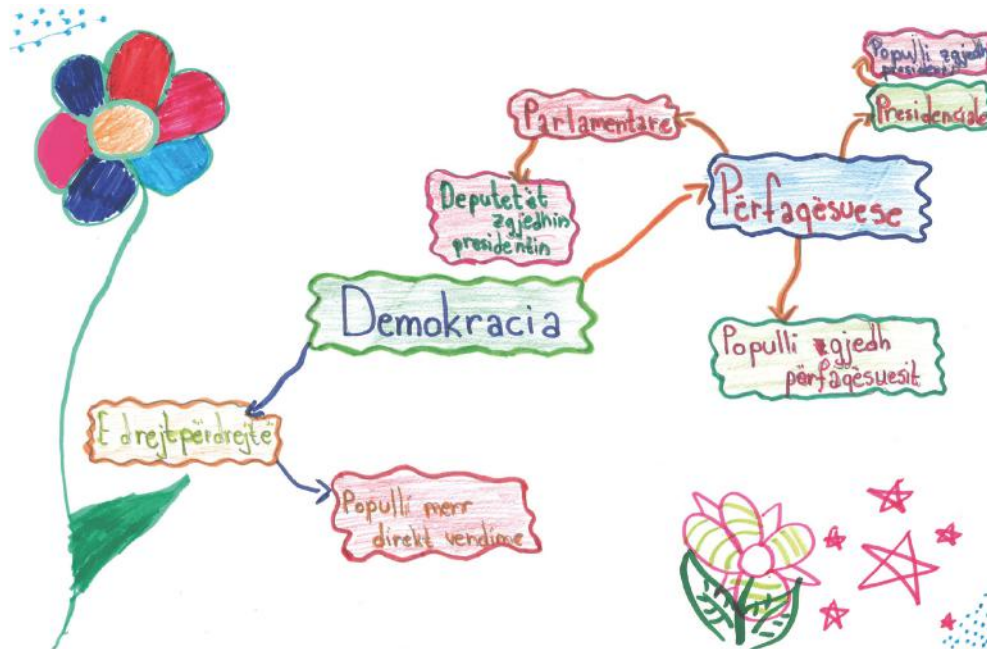 Populli zgjedh
Presidenciale
Parlamentare
Përfaqësuese
Deputetët
zgjedhin
presidentin
Demokracia
Populli zgjedh
përfaqësuesit
E drejtpërdrejtë
Populli merr
direkt vendime